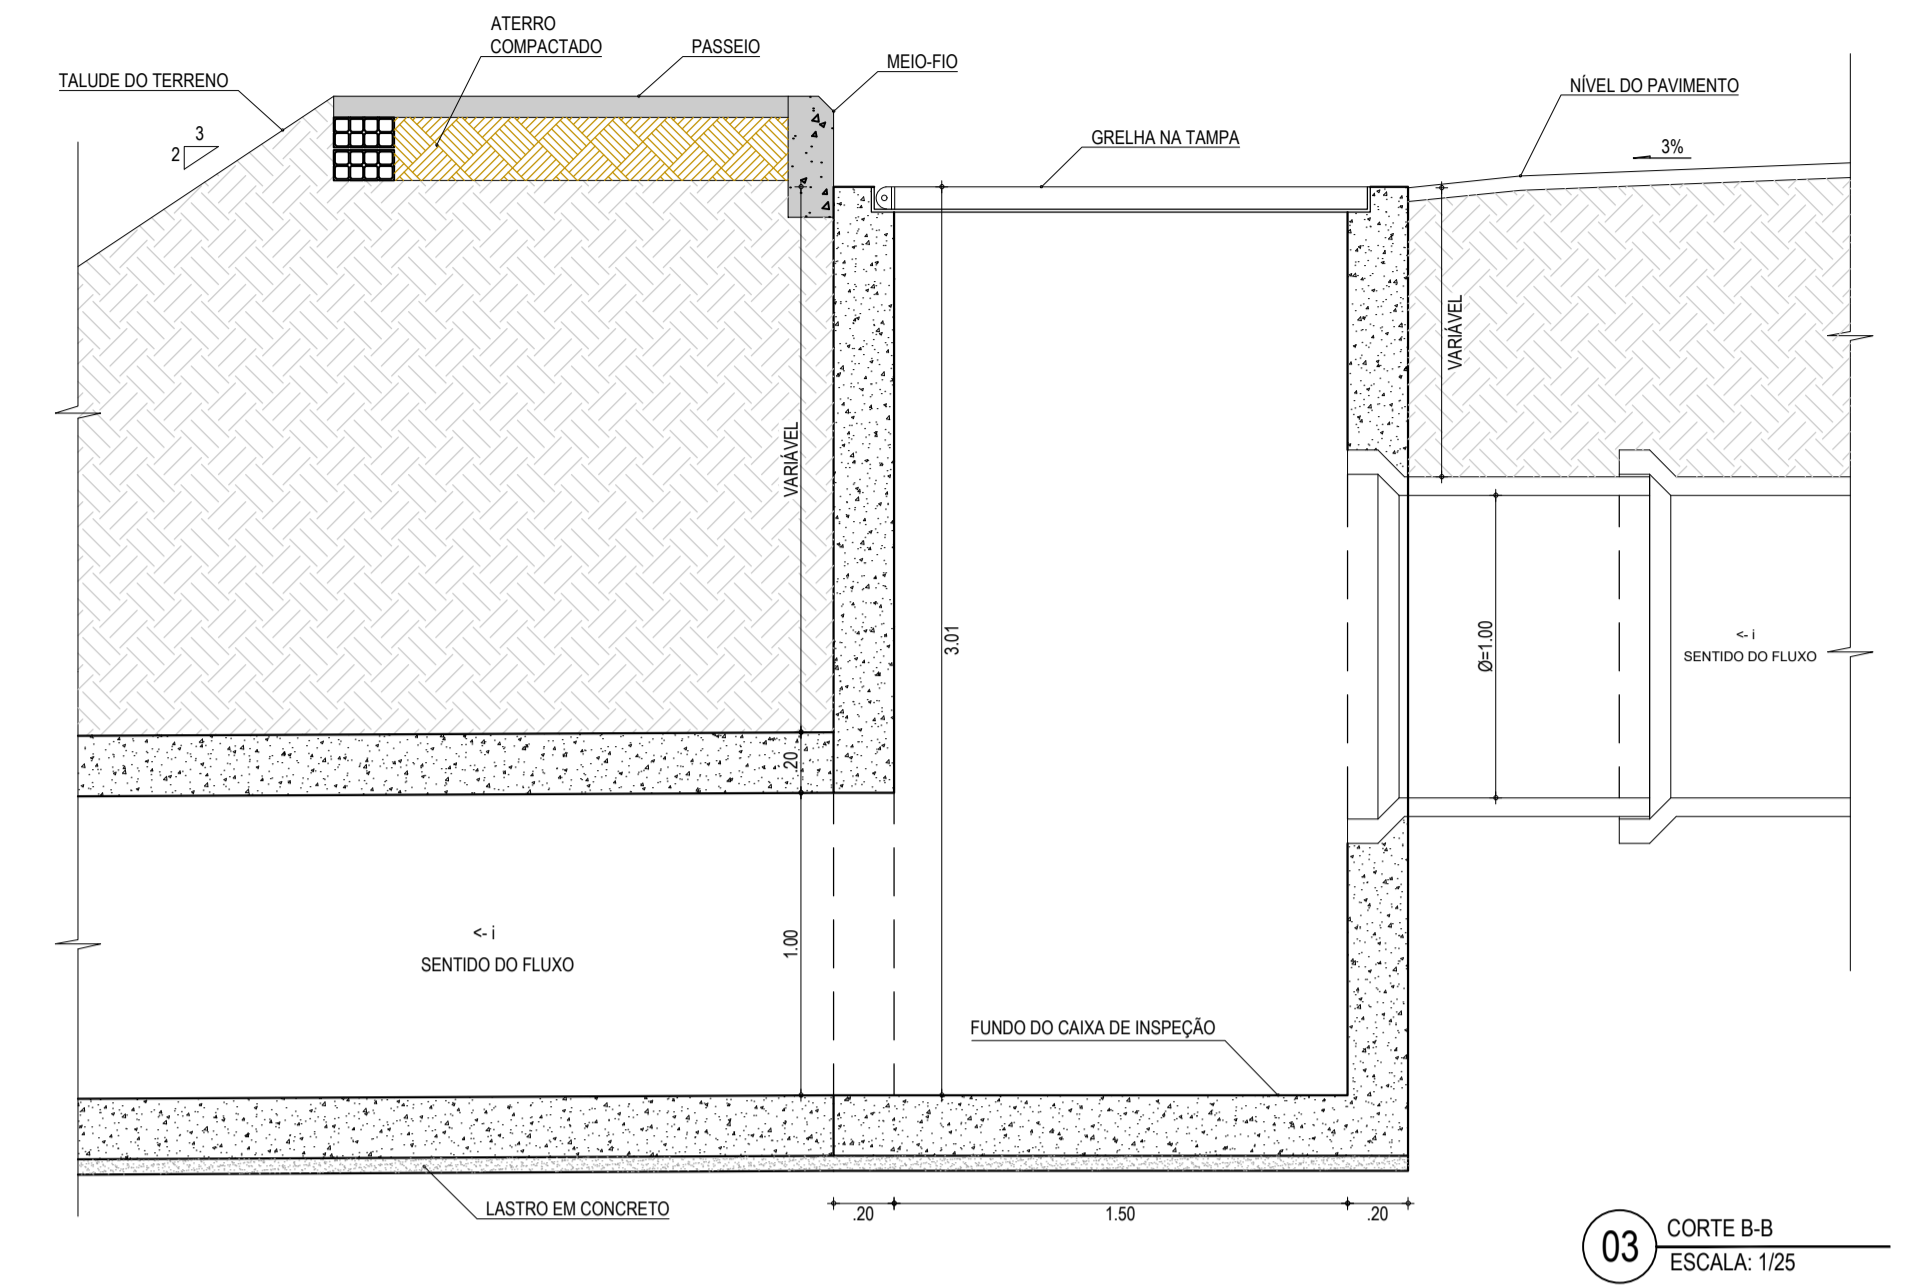 ATERRO
COMPACTADO
PASSEIO
MEIO-FIO
TALUDE DO TERRENO
NÍVEL DO PAVIMENTO
3
2
GRELHA NA TAMPA
3%
VARIÁVEL
VARIÁVEL
3.01
Ø=1.00
<- i
SENTIDO DO FLUXO
.20
1.00
<- i
SENTIDO DO FLUXO
FUNDO DO CAIXA DE INSPEÇÃO
LASTRO EM CONCRETO
.20
1.50
.20
03
CORTE B-B
ESCALA: 1/25